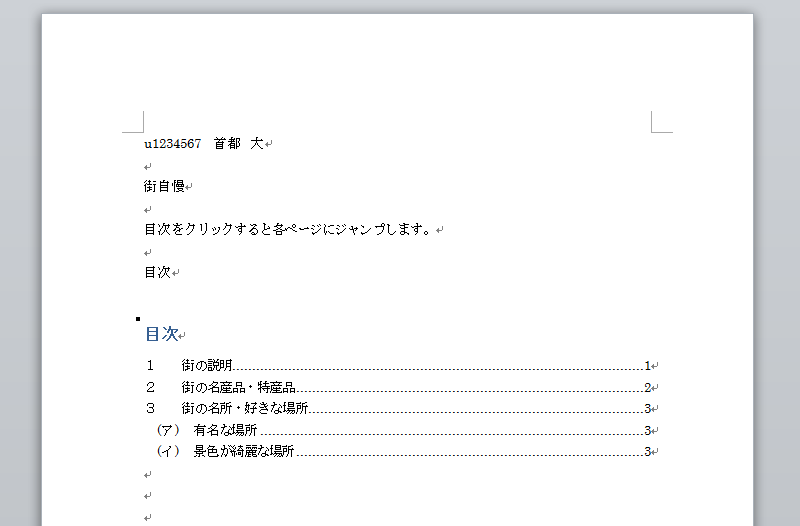 u1234567　首都　大
街自慢
目次をクリックすると各ページにジャンプします。
目次
目次
1　街の説明........................................1
2　街の名産品・特産品........................................2
3　街の名所・好きな場所........................................3
(ア)　有名な場所........................................3
(イ)　景色が綺麗な場所........................................3